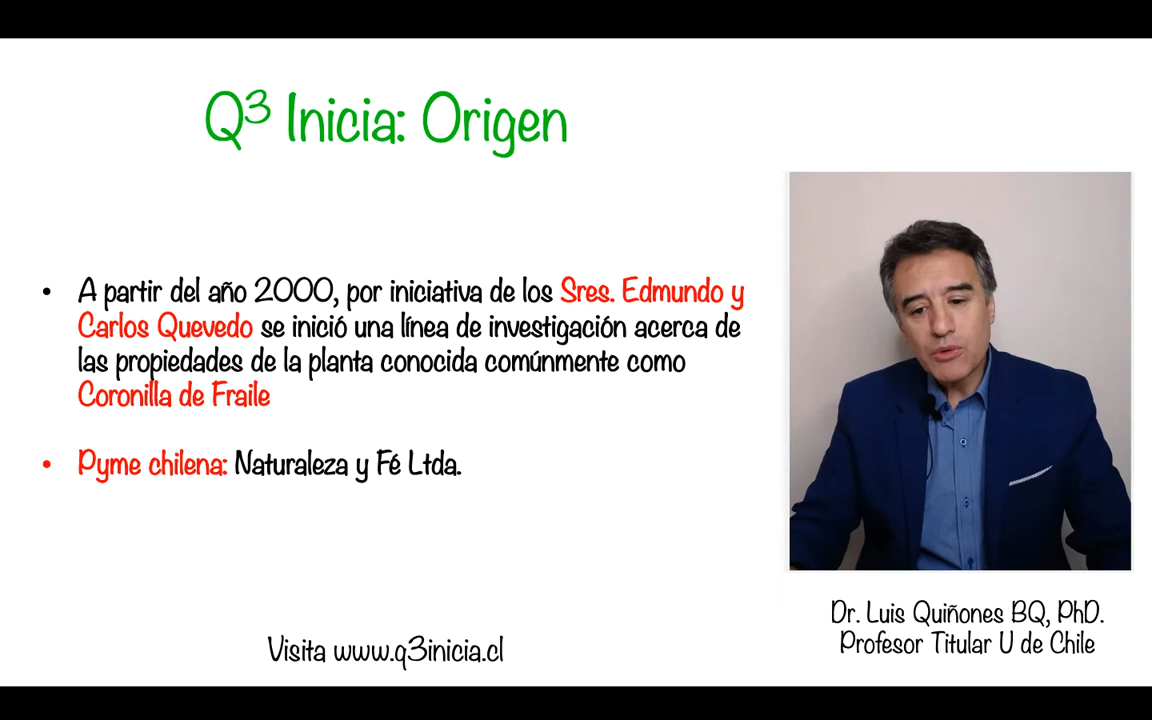 Q³ Inicia: Origen
• A partir del año 2000, por iniciativa de los Sres. Edmundo y
Carlos Quevedo se inició una línea de investigación acerca de
las propiedades de la planta conocida comúnmente como
Coronilla de Fraile
• Pyme chilena: Naturaleza y Fé Ltda.
Visita www.q3inicia.cl
Dr. Luis Quiñones BQ, PhD.
Profesor Titular U de Chile